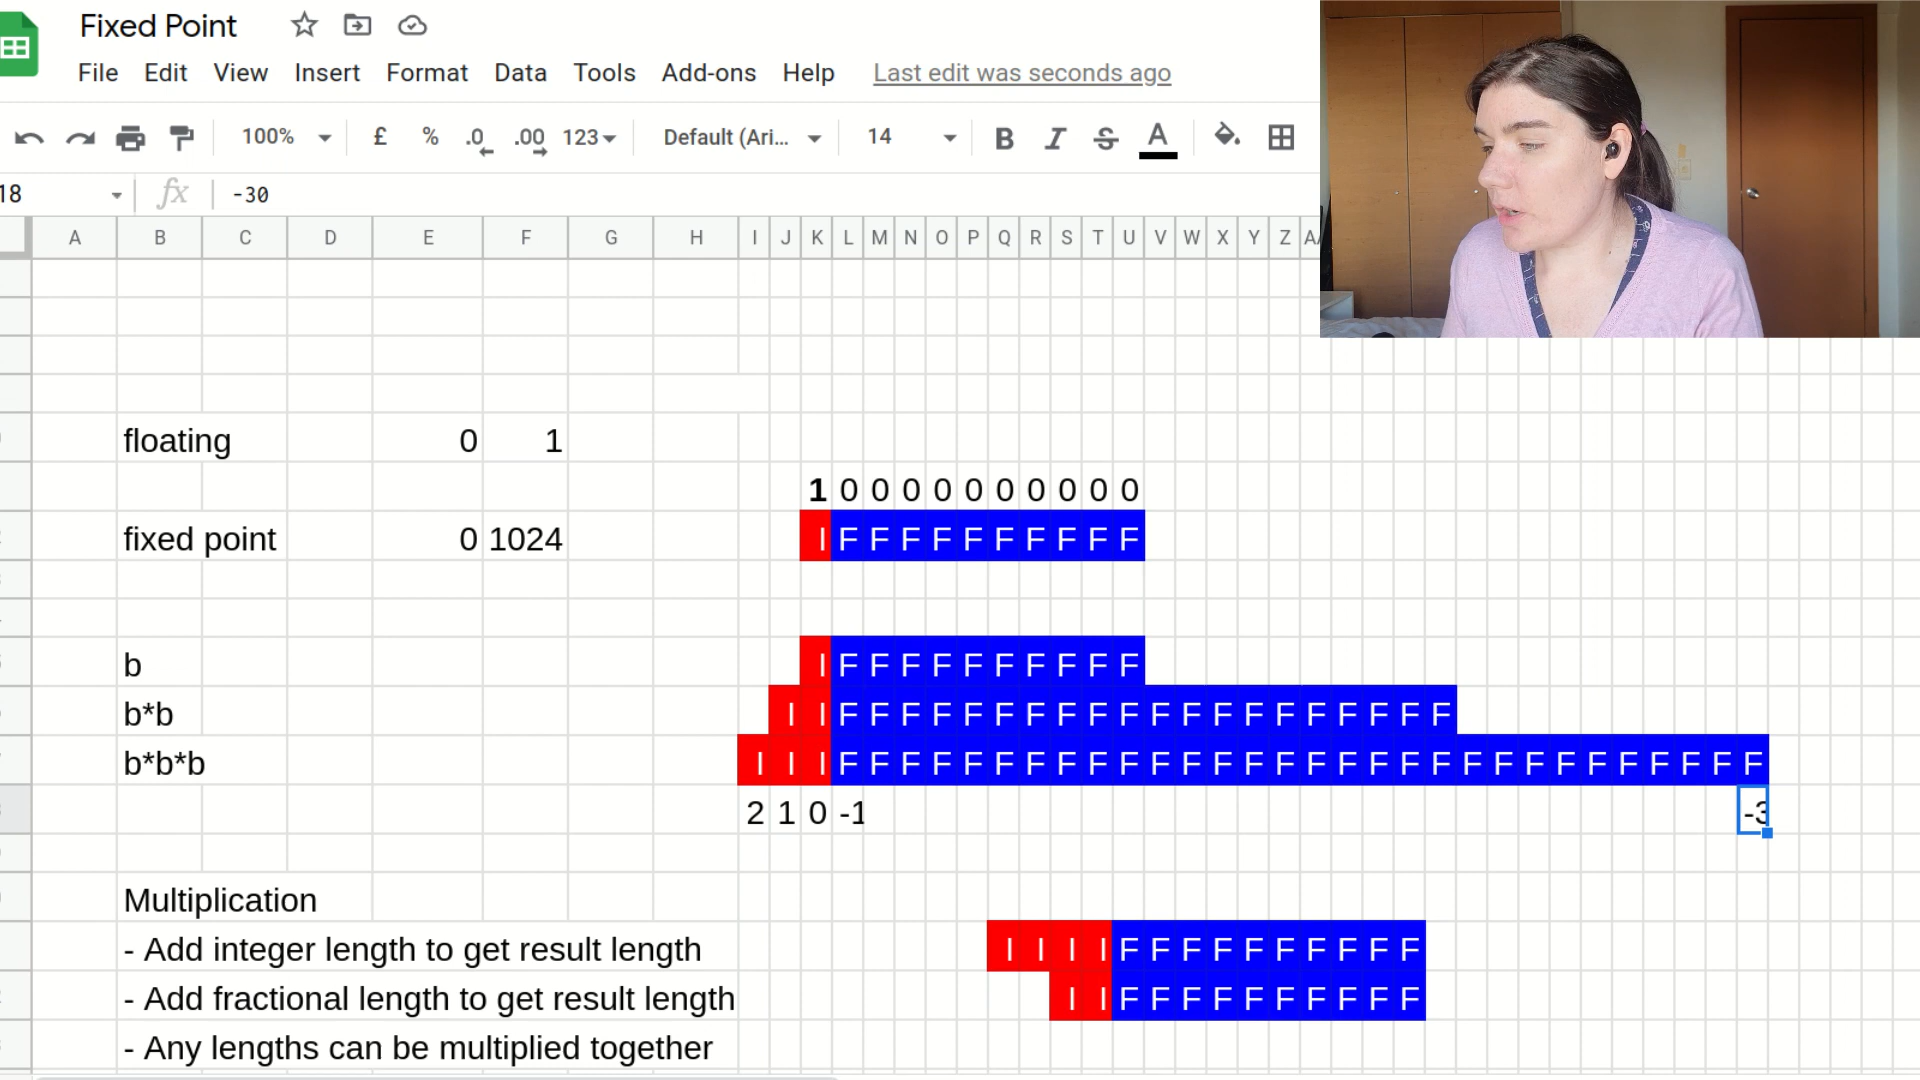 Fixed Point
File Edit View Insert Format Data Tools Add-ons Help Last edit was seconds ago
100% £ % .0 .00 123 Default (Ari... 14 B I S A
18 fx -30
A B C D E F G H I J K L M N O P Q R S T U V W X Y Z
floating 0 1
1 0 0 0 0 0 0 0 0 0 0
fixed point 0 1024 I F F F F F F F F F F
b I F F F F F F F F F F
b*b I I F F F F F F F F F F F F F F F F F F F F
b*b*b I I I F F F F F F F F F F F F F F F F F F F F F F F F F F F F F F
2 1 0 -1 -3
Multiplication
- Add integer length to get result length I I I I F F F F F F F F F F
- Add fractional length to get result length I I F F F F F F F F F F
- Any lengths can be multiplied together